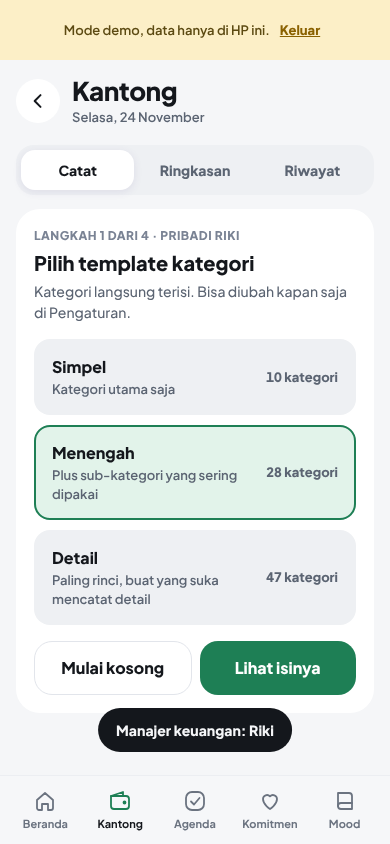 Mode demo, data hanya di HP ini. Keluar
Kantong
Selasa, 24 November
Catat Ringkasan Riwayat
LANGKAH 1 DARI 4 · PRIBADI RIKI
Pilih template kategori
Kategori langsung terisi. Bisa diubah kapan saja
di Pengaturan.
Simpel
Kategori utama saja
10 kategori
Menengah
Plus sub-kategori yang sering
dipakai
28 kategori
Detail
Paling rinci, buat yang suka
mencatat detail
47 kategori
Mulai kosong Lihat isinya
Manajer keuangan: Riki
Beranda Kantong Agenda Komitmen Mood